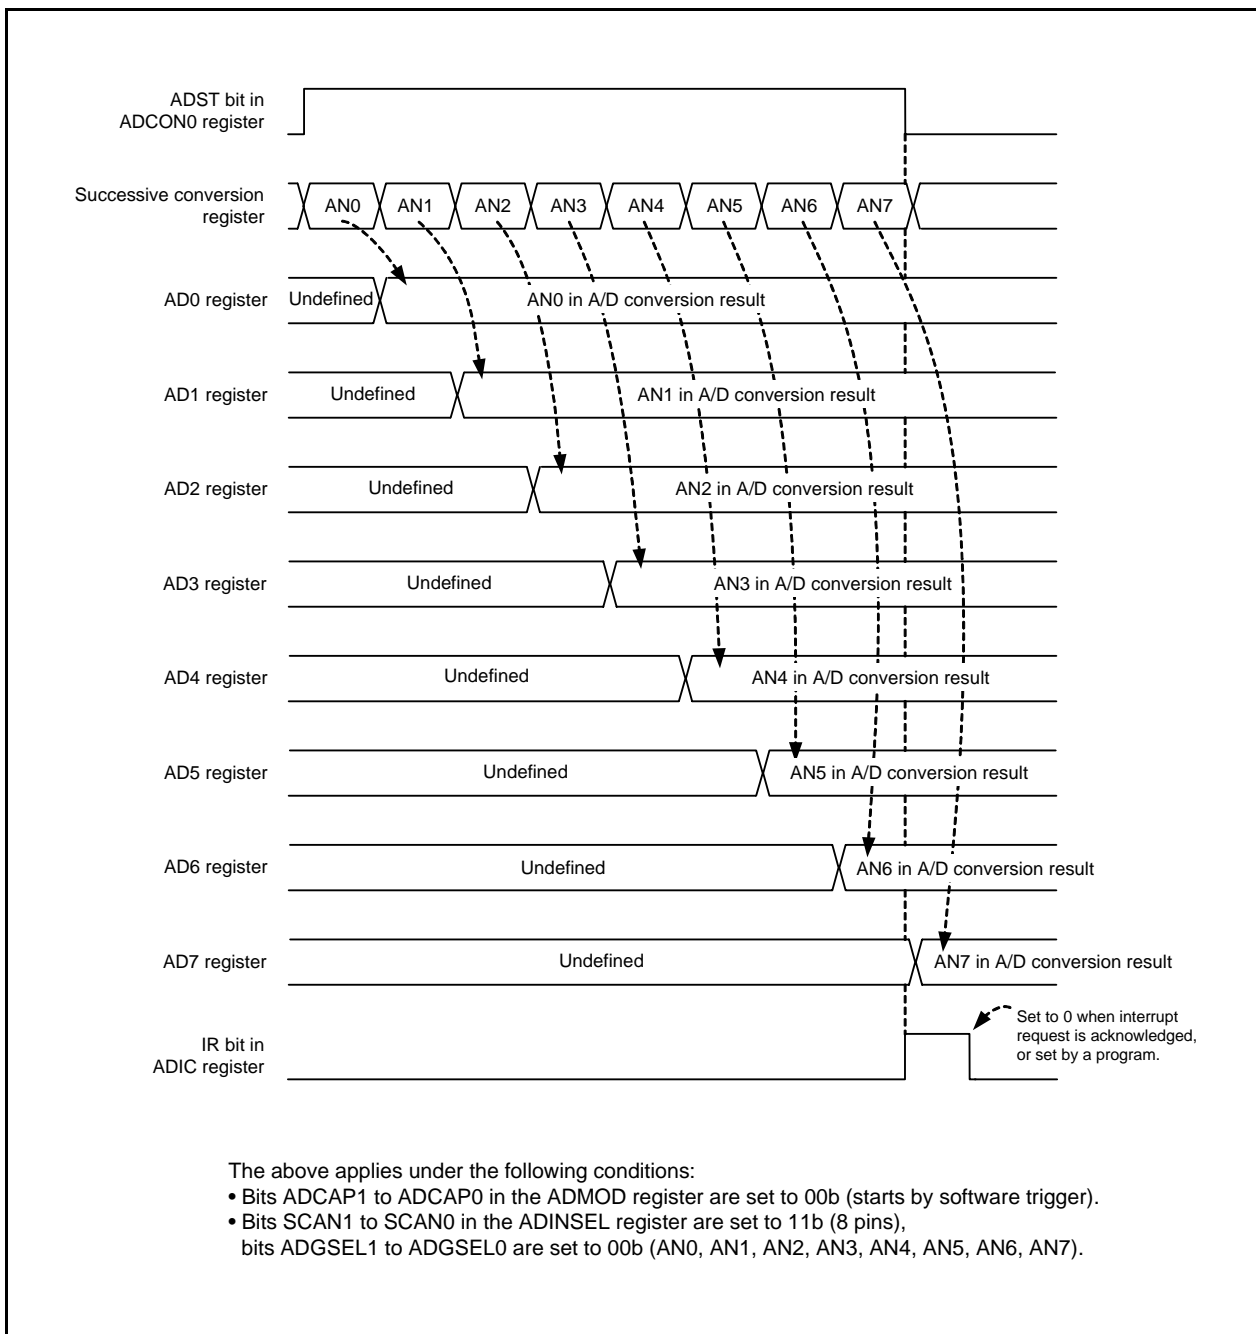 ADST bit in
ADCON0 register
Successive conversion
register
AN0 AN1 AN2 AN3 AN4 AN5 AN6 AN7
AD0 register
Undefined
AN0 in A/D conversion result
AD1 register
Undefined
AN1 in A/D conversion result
AD2 register
Undefined
AN2 in A/D conversion result
AD3 register
Undefined
AN3 in A/D conversion result
AD4 register
Undefined
AN4 in A/D conversion result
AD5 register
Undefined
AN5 in A/D conversion result
AD6 register
Undefined
AN6 in A/D conversion result
AD7 register
Undefined
AN7 in A/D conversion result
IR bit in
ADIC register
Set to 0 when interrupt
request is acknowledged,
or set by a program.
The above applies under the following conditions:
• Bits ADCAP1 to ADCAP0 in the ADMOD register are set to 00b (starts by software trigger).
• Bits SCAN1 to SCAN0 in the ADINSEL register are set to 11b (8 pins),
bits ADGSEL1 to ADGSEL0 are set to 00b (AN0, AN1, AN2, AN3, AN4, AN5, AN6, AN7).